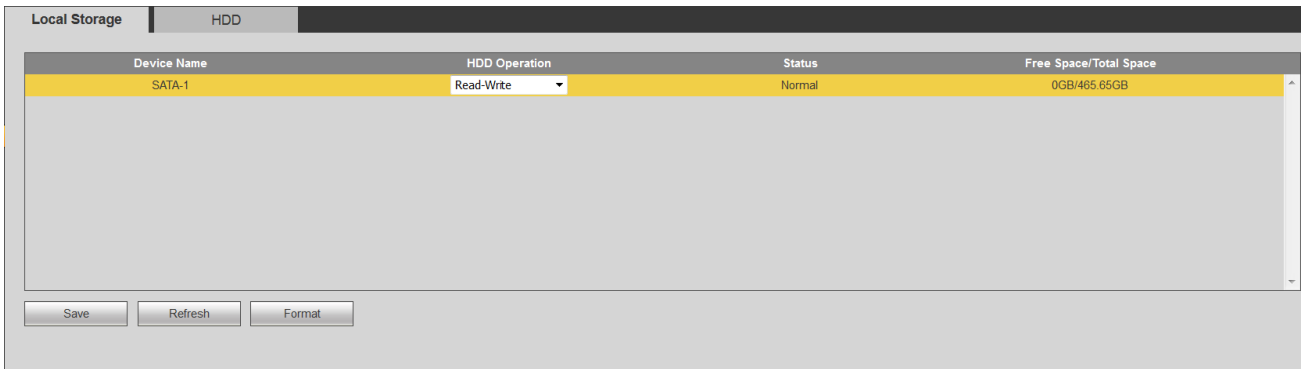 Local Storage HDD
Device Name HDD Operation Status Free Space/Total Space
SATA-1 Read-Write Normal 0GB/465.65GB
Save Refresh Format